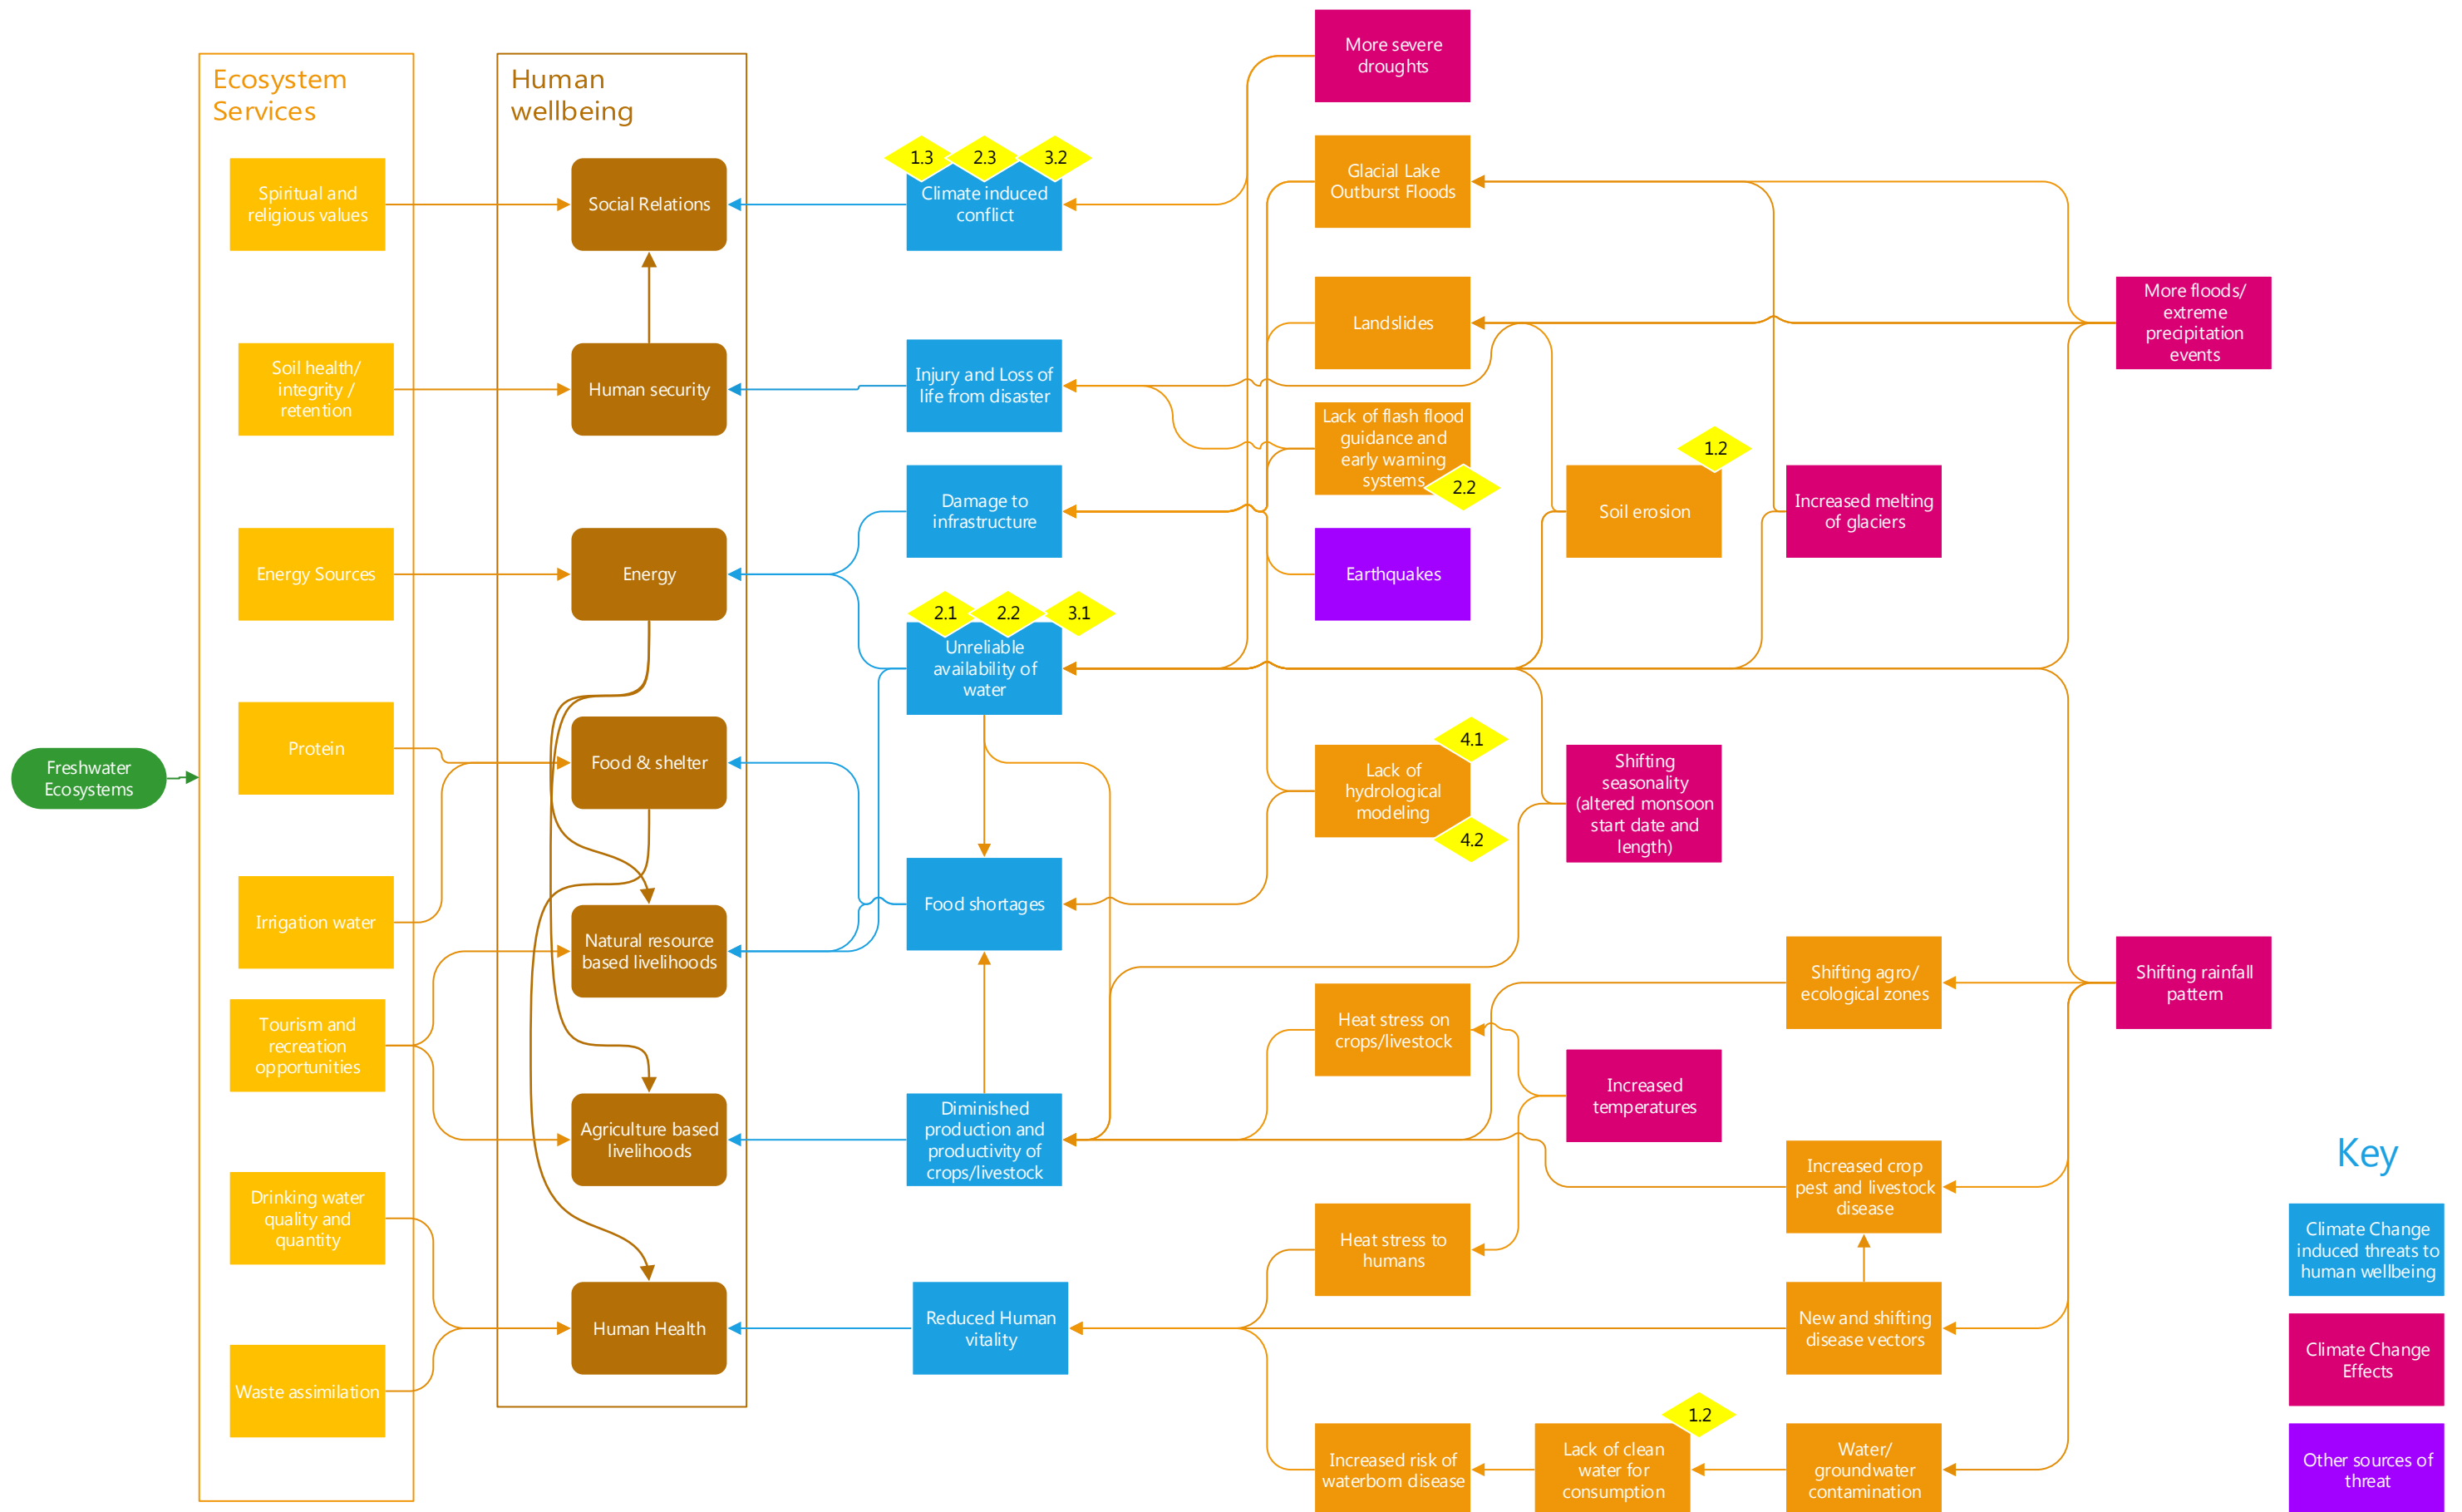 Ecosystem
Services
Human
wellbeing
Freshwater
Ecosystems
Spiritual and
religious values
Soil health/
integrity /
retention
Energy Sources
Protein
Irrigation water
Tourism and
recreation
opportunities
Drinking water
quality and
quantity
Waste assimilation
Social Relations
Human security
Energy
Food & shelter
Natural resource
based livelihoods
Agriculture based
livelihoods
Human Health
1.3
2.3
3.2
Climate induced
conflict
Injury and Loss of
life from disaster
Damage to
infrastructure
2.1
2.2
3.1
Unreliable
availability of
water
Food shortages
Diminished
production and
productivity of
crops/livestock
Reduced Human
vitality
More severe
droughts
Glacial Lake
Outburst Floods
Landslides
Lack of flash flood
guidance and
early warning
systems
2.2
Earthquakes
4.1
Lack of
hydrological
modeling
4.2
Heat stress on
crops/livestock
Heat stress to
humans
Increased risk of
waterborn disease
1.2
Soil erosion
Shifting
seasonality
(altered monsoon
start date and
length)
Increased
temperatures
1.2
Lack of clean
water for
consumption
Increased melting
of glaciers
Shifting agro/
ecological zones
Increased crop
pest and livestock
disease
New and shifting
disease vectors
Water/
groundwater
contamination
More floods/
extreme
precipitation
events
Shifting rainfall
pattern
Key
Climate Change
induced threats to
human wellbeing
Climate Change
Effects
Other sources of
threat